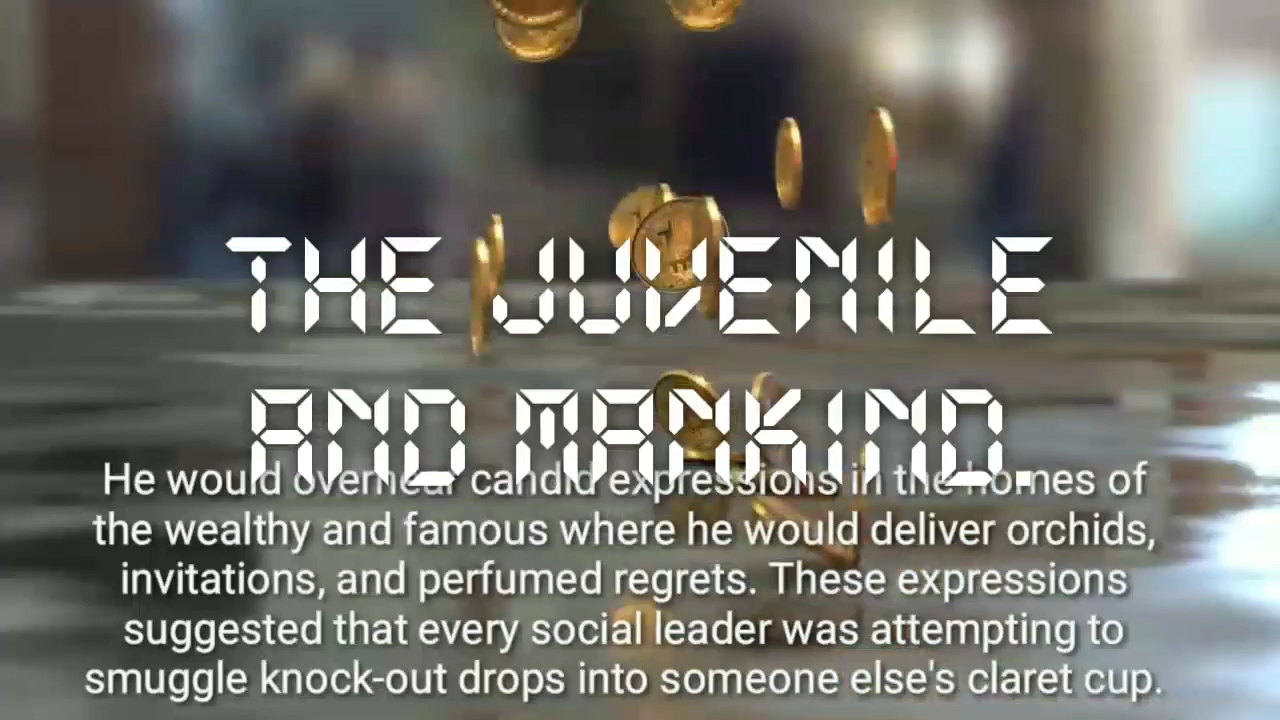 THE JUVENILE
AND MANKIND.
He would overhear candid expressions in the homes of
the wealthy and famous where he would deliver orchids,
invitations, and perfumed regrets. These expressions
suggested that every social leader was attempting to
smuggle knock-out drops into someone else's claret cup.